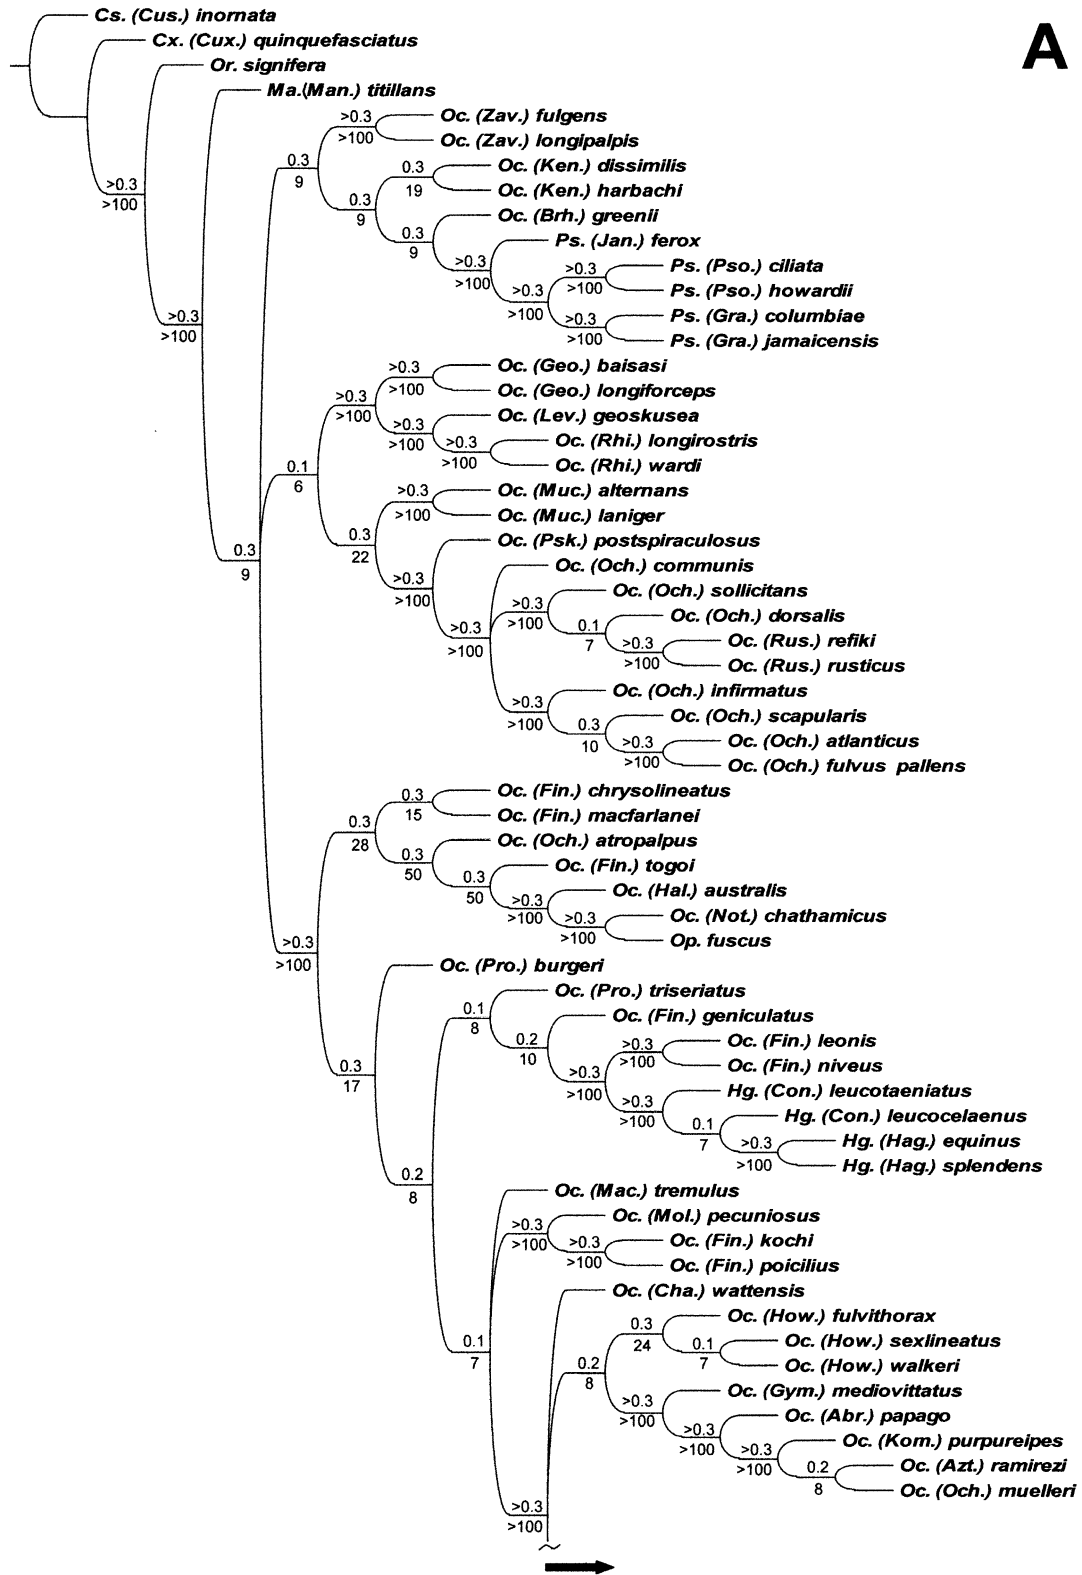 A
Cs. (Cus.) inornata
Cx. (Cux.) quinquefasciatus
Or. signifera
Ma.(Man.) titillans
>0.3
>100
>0.3
>100
0.3
9
0.3
9
>0.3
>100
Oc. (Zav.) fulgens
Oc. (Zav.) longipalpis
0.3
9
0.3
19
Oc. (Ken.) dissimilis
Oc. (Ken.) harbachi
0.3
9
Oc. (Brh.) greenii
>0.3
>100
Ps. (Jan.) ferox
>0.3
>100
>0.3
>100
Ps. (Pso.) ciliata
Ps. (Pso.) howardii
>0.3
>100
Ps. (Gra.) columbiae
Ps. (Gra.) jamaicensis
0.1
6
>0.3
>100
>0.3
>100
Oc. (Geo.) baisasi
Oc. (Geo.) longiforceps
>0.3
>100
Oc. (Lev.) geoskusea
>0.3
>100
Oc. (Rhi.) longirostris
Oc. (Rhi.) wardi
0.3
22
>0.3
>100
Oc. (Muc.) alternans
Oc. (Muc.) laniger
>0.3
>100
Oc. (Psk.) postspiraculosus
>0.3
>100
Oc. (Och.) communis
>0.3
>100
Oc. (Och.) sollicitans
0.1
7
Oc. (Och.) dorsalis
>0.3
>100
Oc. (Rus.) refiki
Oc. (Rus.) rusticus
>0.3
>100
Oc. (Och.) infirmatus
0.3
10
Oc. (Och.) scapularis
>0.3
>100
Oc. (Och.) atlanticus
Oc. (Och.) fulvus pallens
>0.3
>100
0.3
28
0.3
15
Oc. (Fin.) chrysolineatus
Oc. (Fin.) macfarlanei
0.3
50
Oc. (Och.) atropalpus
0.3
50
Oc. (Fin.) togoi
>0.3
>100
Oc. (Hal.) australis
>0.3
>100
Oc. (Not.) chathamicus
Op. fuscus
0.3
17
Oc. (Pro.) burgeri
0.2
8
0.1
8
Oc. (Pro.) triseriatus
0.2
10
Oc. (Fin.) geniculatus
>0.3
>100
>0.3
>100
Oc. (Fin.) leonis
Oc. (Fin.) niveus
>0.3
>100
Hg. (Con.) leucotaeniatus
0.1
7
Hg. (Con.) leucocelaenus
>0.3
>100
Hg. (Hag.) equinus
Hg. (Hag.) splendens
0.1
7
Oc. (Mac.) tremulus
>0.3
>100
Oc. (Mol.) pecuniosus
>0.3
>100
Oc. (Fin.) kochi
Oc. (Fin.) poicilius
>0.3
>100
Oc. (Cha.) wattensis
0.2
8
0.3
24
Oc. (How.) fulvithorax
0.1
7
Oc. (How.) sexlineatus
Oc. (How.) walkeri
>0.3
>100
Oc. (Gym.) mediovittatus
>0.3
>100
Oc. (Abr.) papago
>0.3
>100
Oc. (Kom.) purpureipes
0.2
8
Oc. (Azt.) ramirezi
Oc. (Och.) muelleri